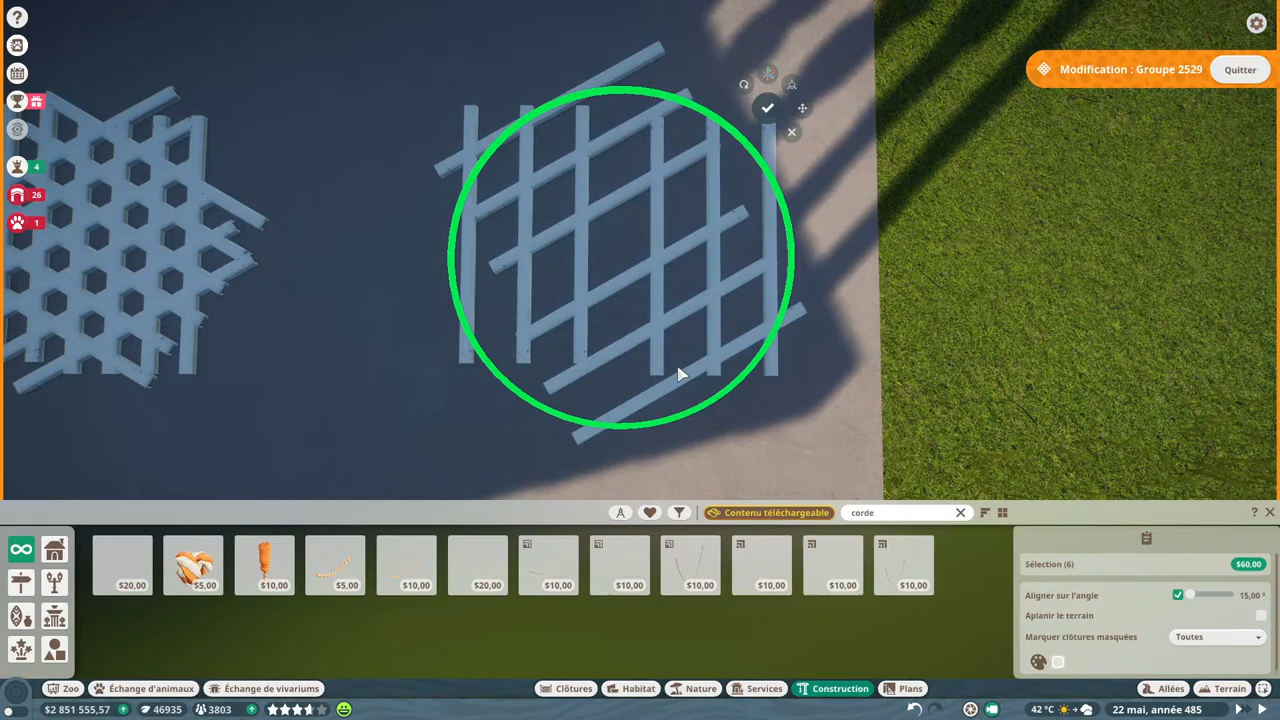 Modification : Groupe 2529
Quitter
4
26
1
Contenu téléchargeable
corde
$20,00
$5,00
$10,00
$5,00
$10,00
$20,00
$10,00
$10,00
$10,00
$10,00
$10,00
$10,00
Sélection (6)
$60,00
Aligner sur l'angle
15,00 °
Aplanir le terrain
Marquer clôtures masquées
Toutes
Zoo
Échange d'animaux
Échange de vivariums
Clôtures
Habitat
Nature
Services
Construction
Plans
Allées
Terrain
$2 851 555,57
46935
3803
42 °C
22 mai, année 485